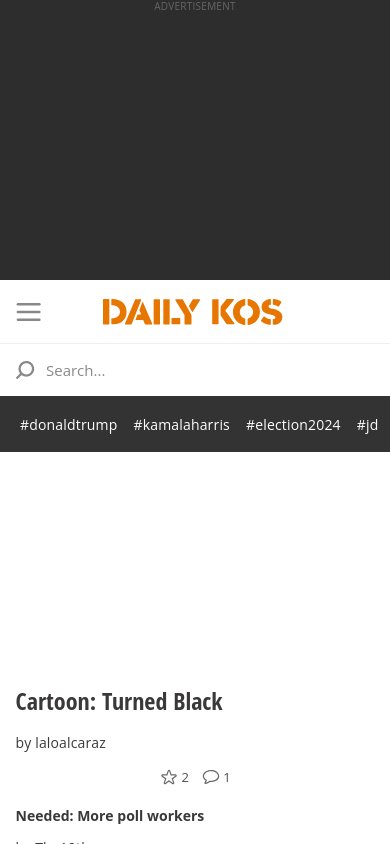 ADVERTISEMENT
DAILY KOS
Search...
#donaldtrump #kamalaharris #election2024 #jd
Cartoon: Turned Black
by laloalcaraz
2 1
Needed: More poll workers